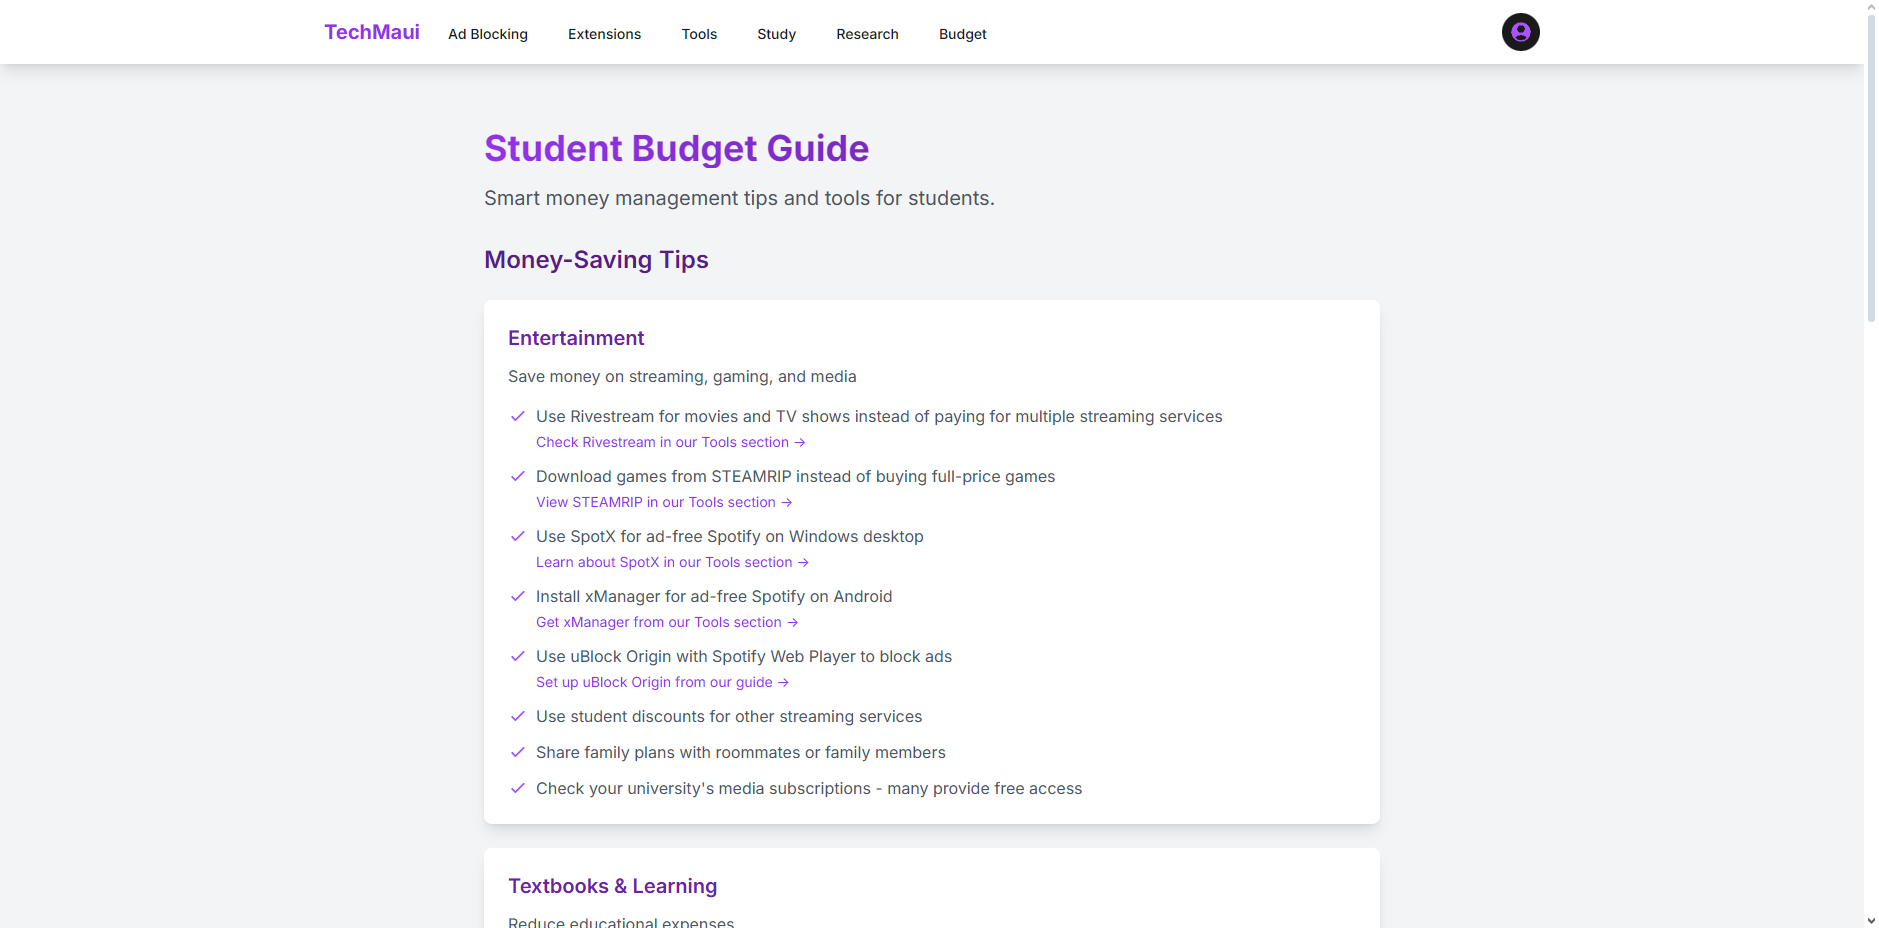 TechMaui
Ad Blocking
Extensions
Tools
Study
Research
Budget
Student Budget Guide
Smart money management tips and tools for students.
Money-Saving Tips
Entertainment
Save money on streaming, gaming, and media
Use Rivestream for movies and TV shows instead of paying for multiple streaming services
Check Rivestream in our Tools section →
Download games from STEAMRIP instead of buying full-price games
View STEAMRIP in our Tools section →
Use SpotX for ad-free Spotify on Windows desktop
Learn about SpotX in our Tools section →
Install xManager for ad-free Spotify on Android
Get xManager from our Tools section →
Use uBlock Origin with Spotify Web Player to block ads
Set up uBlock Origin from our guide →
Use student discounts for other streaming services
Share family plans with roommates or family members
Check your university's media subscriptions - many provide free access
Textbooks & Learning
Reduce educational expenses